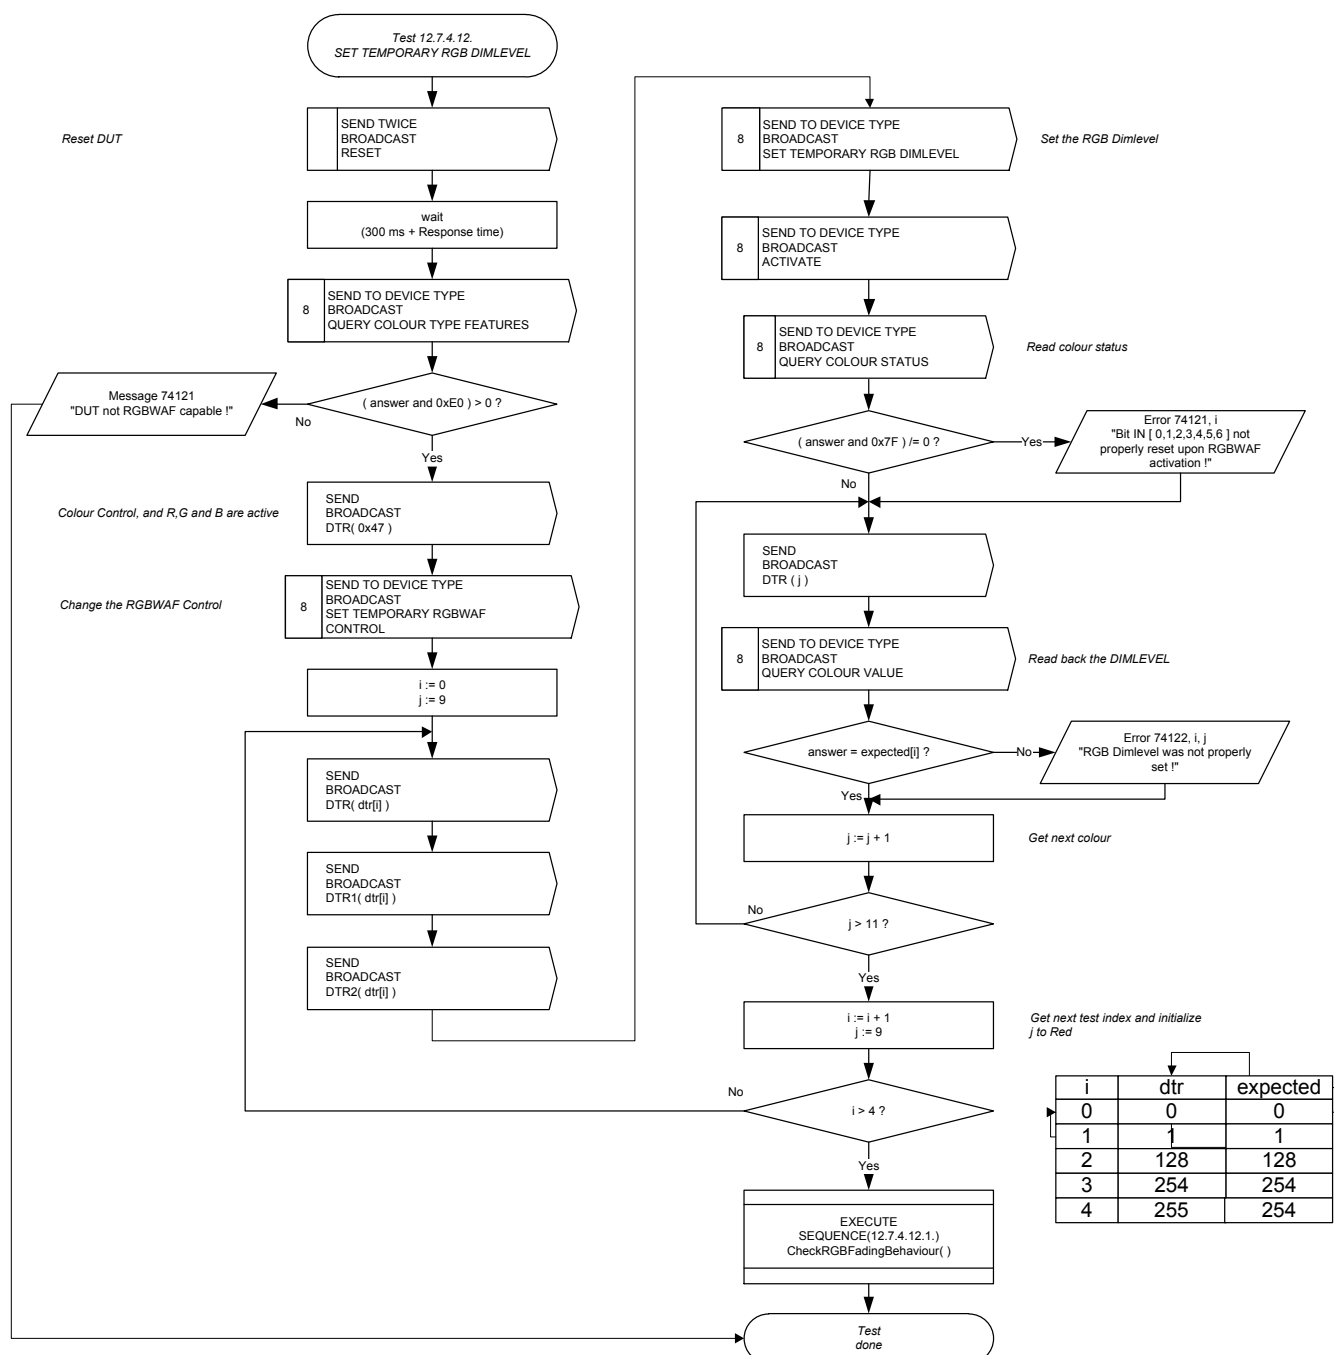 Test 12.7.4.12.
SET TEMPORARY RGB DIMLEVEL
Reset DUT
SEND TWICE
BROADCAST
RESET
wait
(300 ms + Response time)
8
SEND TO DEVICE TYPE
BROADCAST
QUERY COLOUR TYPE FEATURES
( answer and 0xE0 ) > 0 ?
No
Message 74121
"DUT not RGBWAF capable !"
Yes
Colour Control, and R,G and B are active
SEND
BROADCAST
DTR( 0x47 )
Change the RGBWAF Control
8
SEND TO DEVICE TYPE
BROADCAST
SET TEMPORARY RGBWAF
CONTROL
i := 0
j := 9
SEND
BROADCAST
DTR( dtr[i] )
SEND
BROADCAST
DTR1( dtr[i] )
SEND
BROADCAST
DTR2( dtr[i] )
8
SEND TO DEVICE TYPE
BROADCAST
SET TEMPORARY RGB DIMLEVEL
Set the RGB Dimlevel
8
SEND TO DEVICE TYPE
BROADCAST
ACTIVATE
8
SEND TO DEVICE TYPE
BROADCAST
QUERY COLOUR STATUS
Read colour status
( answer and 0x7F ) /= 0 ?
Yes
Error 74121, i
"Bit IN [ 0,1,2,3,4,5,6 ] not
properly reset upon RGBWAF
activation !"
No
SEND
BROADCAST
DTR ( j )
8
SEND TO DEVICE TYPE
BROADCAST
QUERY COLOUR VALUE
Read back the DIMLEVEL
answer = expected[i] ?
No
Error 74122, i, j
"RGB Dimlevel was not properly
set !"
Yes
j := j + 1
Get next colour
j > 11 ?
No
Yes
i := i + 1
j := 9
Get next test index and initialize
j to Red
i > 4 ?
No
Yes
EXECUTE
SEQUENCE(12.7.4.12.1.)
CheckRGBFadingBehaviour( )
Test
done
i dtr expected
0 0 0
1 1 1
2 128 128
3 254 254
4 255 254